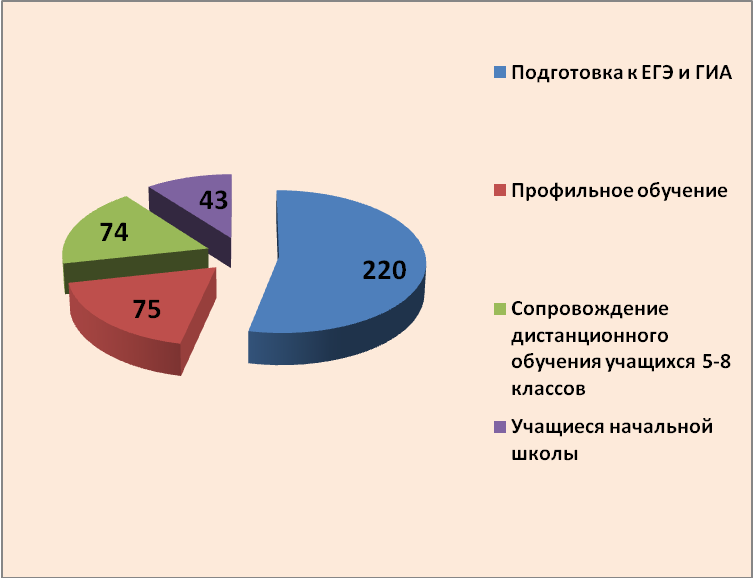 Подготовка к ЕГЭ и ГИА
Профильное обучение
Сопровождение
дистанционного
обучения учащихся 5-8
классов
Учащиеся начальной
школы
43
74
220
75